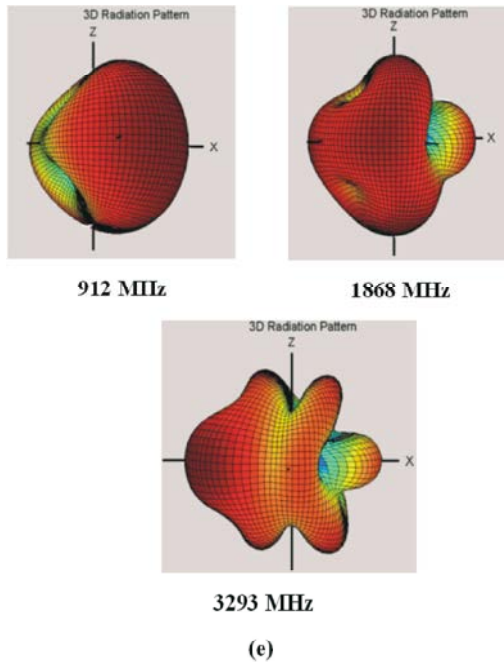 3D Radiation Pattern
Z
X
912 MHz
3D Radiation Pattern
Z
X
1868 MHz
3D Radiation Pattern
Z
X
3293 MHz
(e)